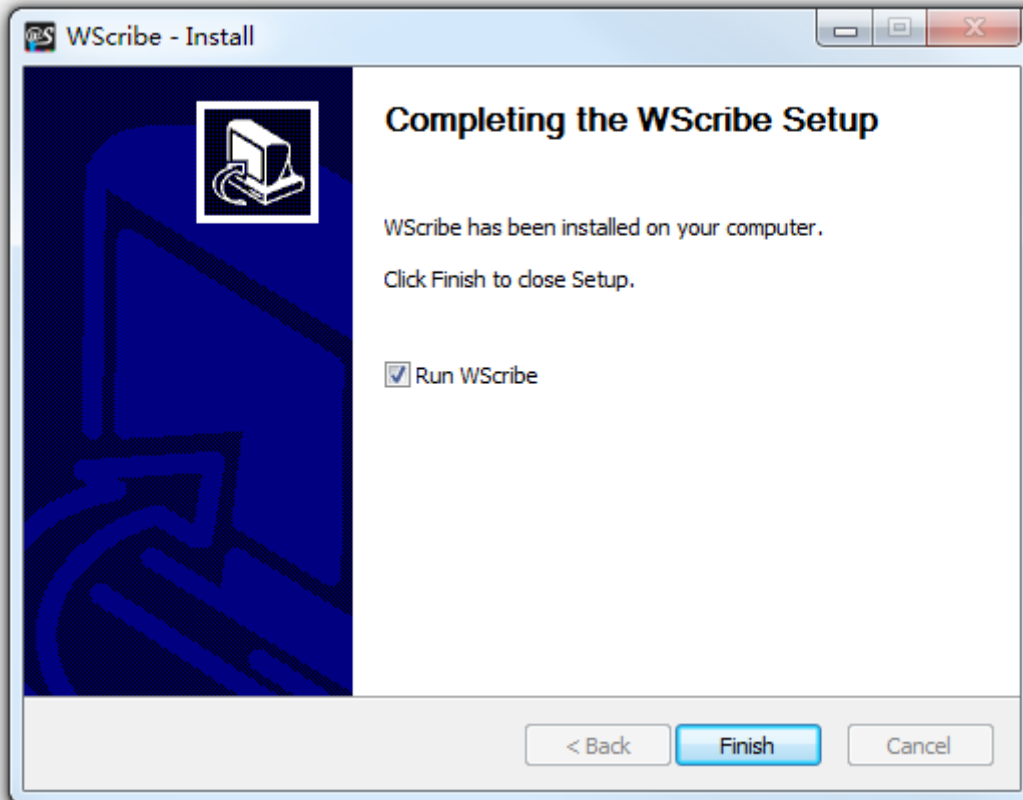 WScribe - Install
Completing the WScribe Setup
WScribe has been installed on your computer.
Click Finish to close Setup.
Run WScribe
< Back Finish Cancel